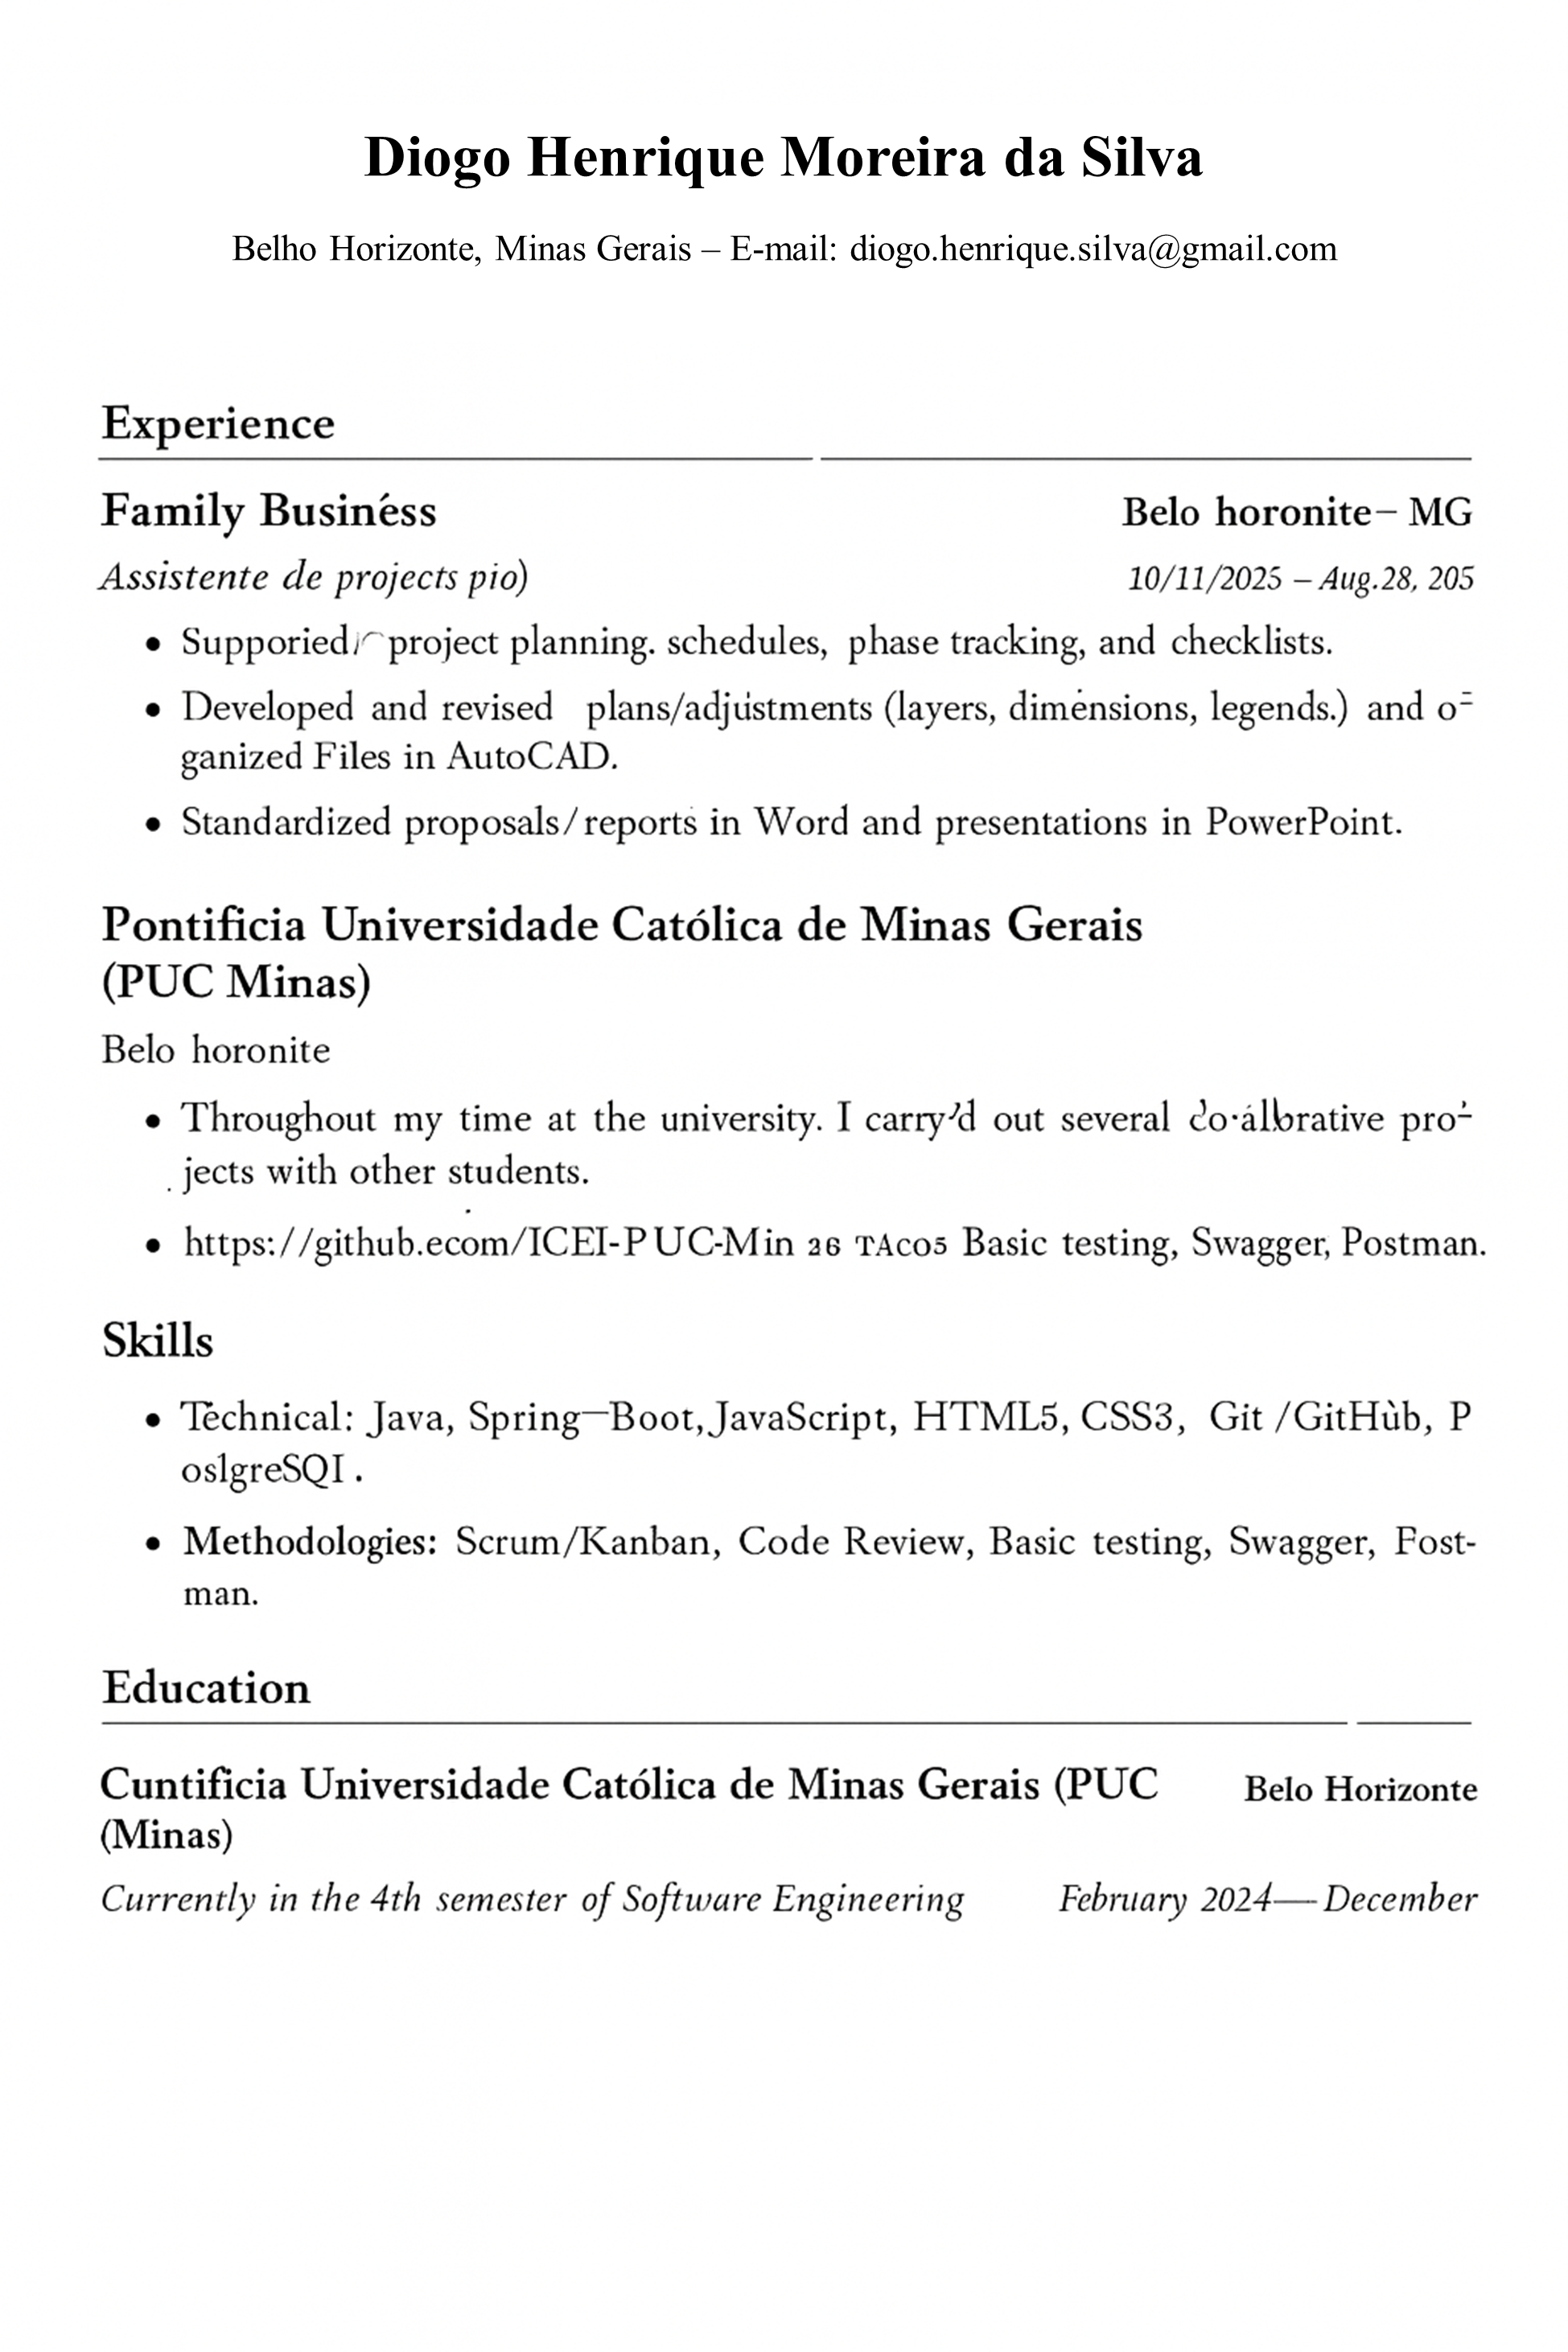 Diogo Henrique Moreira da Silva
Belho Horizonte, Minas Gerais – E-mail: diogo.henrique.silva@gmail.com
Experience
Family Businéss Belo horonite– MG
Assistente de projects pio) 10/11/2025 – Aug.28, 205
• Supporied project planning. schedules, phase tracking, and checklists.
• Developed and revised plans/adjustments (layers, dimensions, legends.) and o-
ganized Files in AutoCAD.
• Standardized proposals/reports in Word and presentations in PowerPoint.
Pontificia Universidade Católica de Minas Gerais
(PUC Minas)
Belo horonite
• Throughout my time at the university. I carry'd out several pro-
jects with other students.
• https://github.ecom/ICEI-PUC-Min 26 TAco5 Basic testing, Swagger, Postman.
Skills
• Technical: Java, Spring—Boot, JavaScript, HTML5, CSS3, Git /GitHùb, P
oslgreSQI .
• Methodologies: Scrum/Kanban, Code Review, Basic testing, Swagger, Fost-
man.
Education
Cuntificia Universidade Católica de Minas Gerais (PUC Belo Horizonte
(Minas)
Currently in the 4th semester of Software Engineering February 2024— December